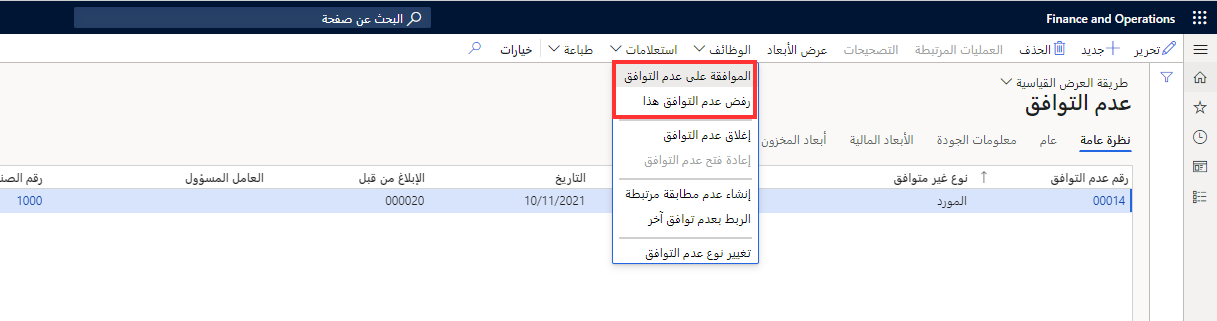 Finance and Operations
البحث عن صفحة
تحرير
جديد
الحذف
العمليات المرتبطة
التصحيحات
عرض الأبعاد
الوظائف
استعلامات
طباعة
خيارات
طريقة العرض القياسية
عدم التوافق
نظرة عامة
عام
معلومات الجودة
الأبعاد المالية
أبعاد المخزون
الموافقة على عدم التوافق
رفض عدم التوافق هذا
إغلاق عدم التوافق
إعادة فتح عدم التوافق
إنشاء عدم مطابقة مرتبطة
الربط بعدم توافق آخر
تغيير نوع عدم التوافق
رقم عدم التوافق
نوع غير متوافق
التاريخ
الإبلاغ من قبل
العامل المسؤول
رقم الصن
00014
المورد
10/11/2021
000020
1000